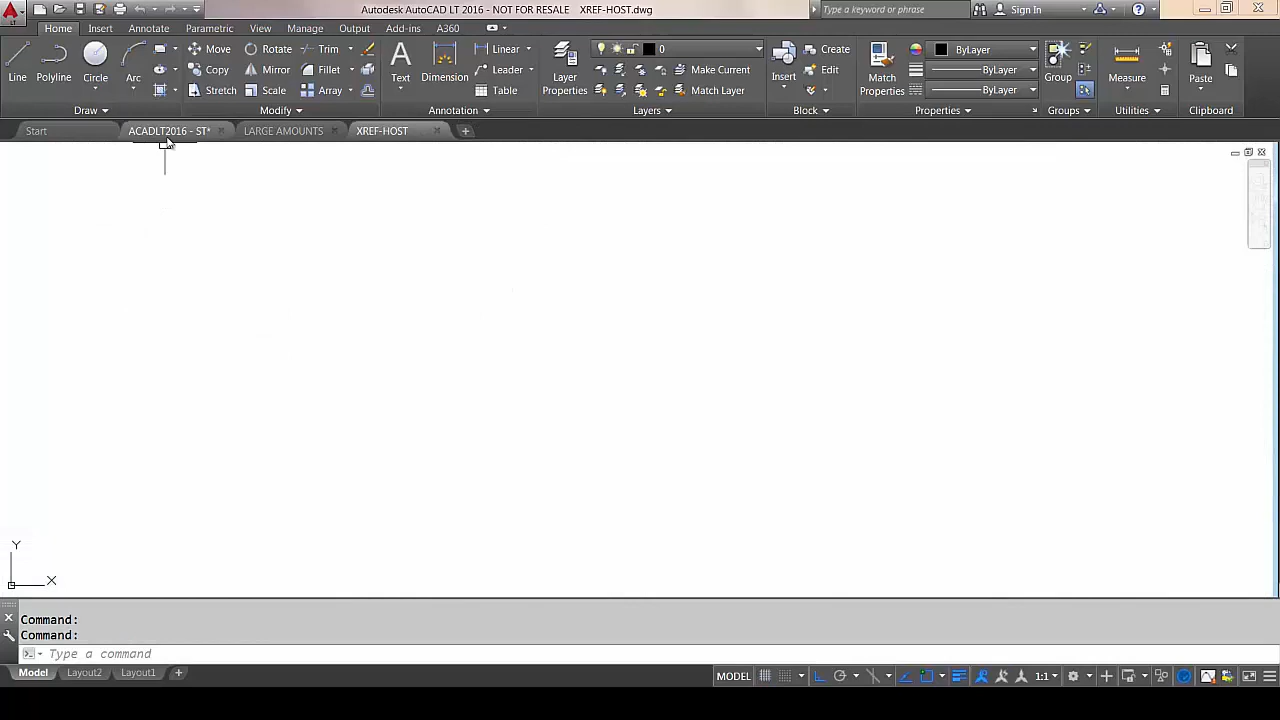 Autodesk AutoCAD LT 2016 - NOT FOR RESALE XREF-HOST.dwg
Type a keyword or phrase
Sign In
LT
Home Insert Annotate Parametric View Manage Output Add-ins A360
Line Polyline Circle Arc
Move Rotate Trim
Copy Mirror Fillet
Stretch Scale Array
Text Dimension
Linear
Leader
Table
Layer Properties
0
Make Current
Match Layer
Insert
Create
Edit
Match Properties
ByLayer
ByLayer
ByLayer
Group
Measure
Paste
Draw Modify Annotation Layers Block Properties Groups Utilities Clipboard
Start ACADLT2016 - ST* LARGE AMOUNTS XREF-HOST
Y
X
Command:
Command:
Type a command
Model Layout2 Layout1
MODEL 1:1